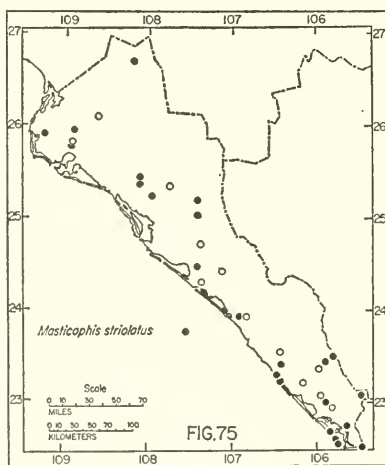 109 108 107 106
27 27
26 26
25 25
24 24
Masticophis striolatus
Scale
0 10 30 50 70
MILES
0 10 30 50 100
KILOMETERS
23 23
FIG.75
109 108 107 106